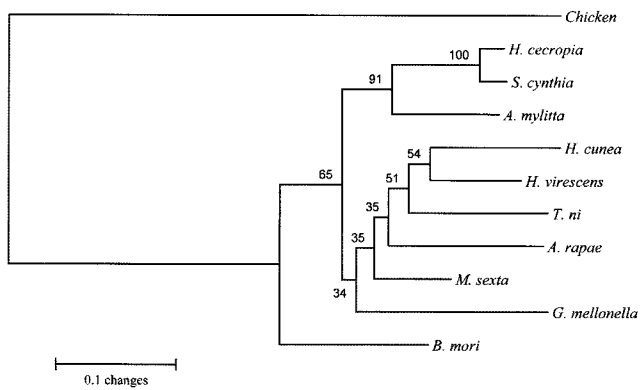 Chicken
H. cecropia
100
S. cynthia
91
A. mylitta
H. cunea
54
H. virescens
65
51
T. ni
35
A. rapae
35
M. sexta
34
G. mellonella
B. mori
0.1 changes